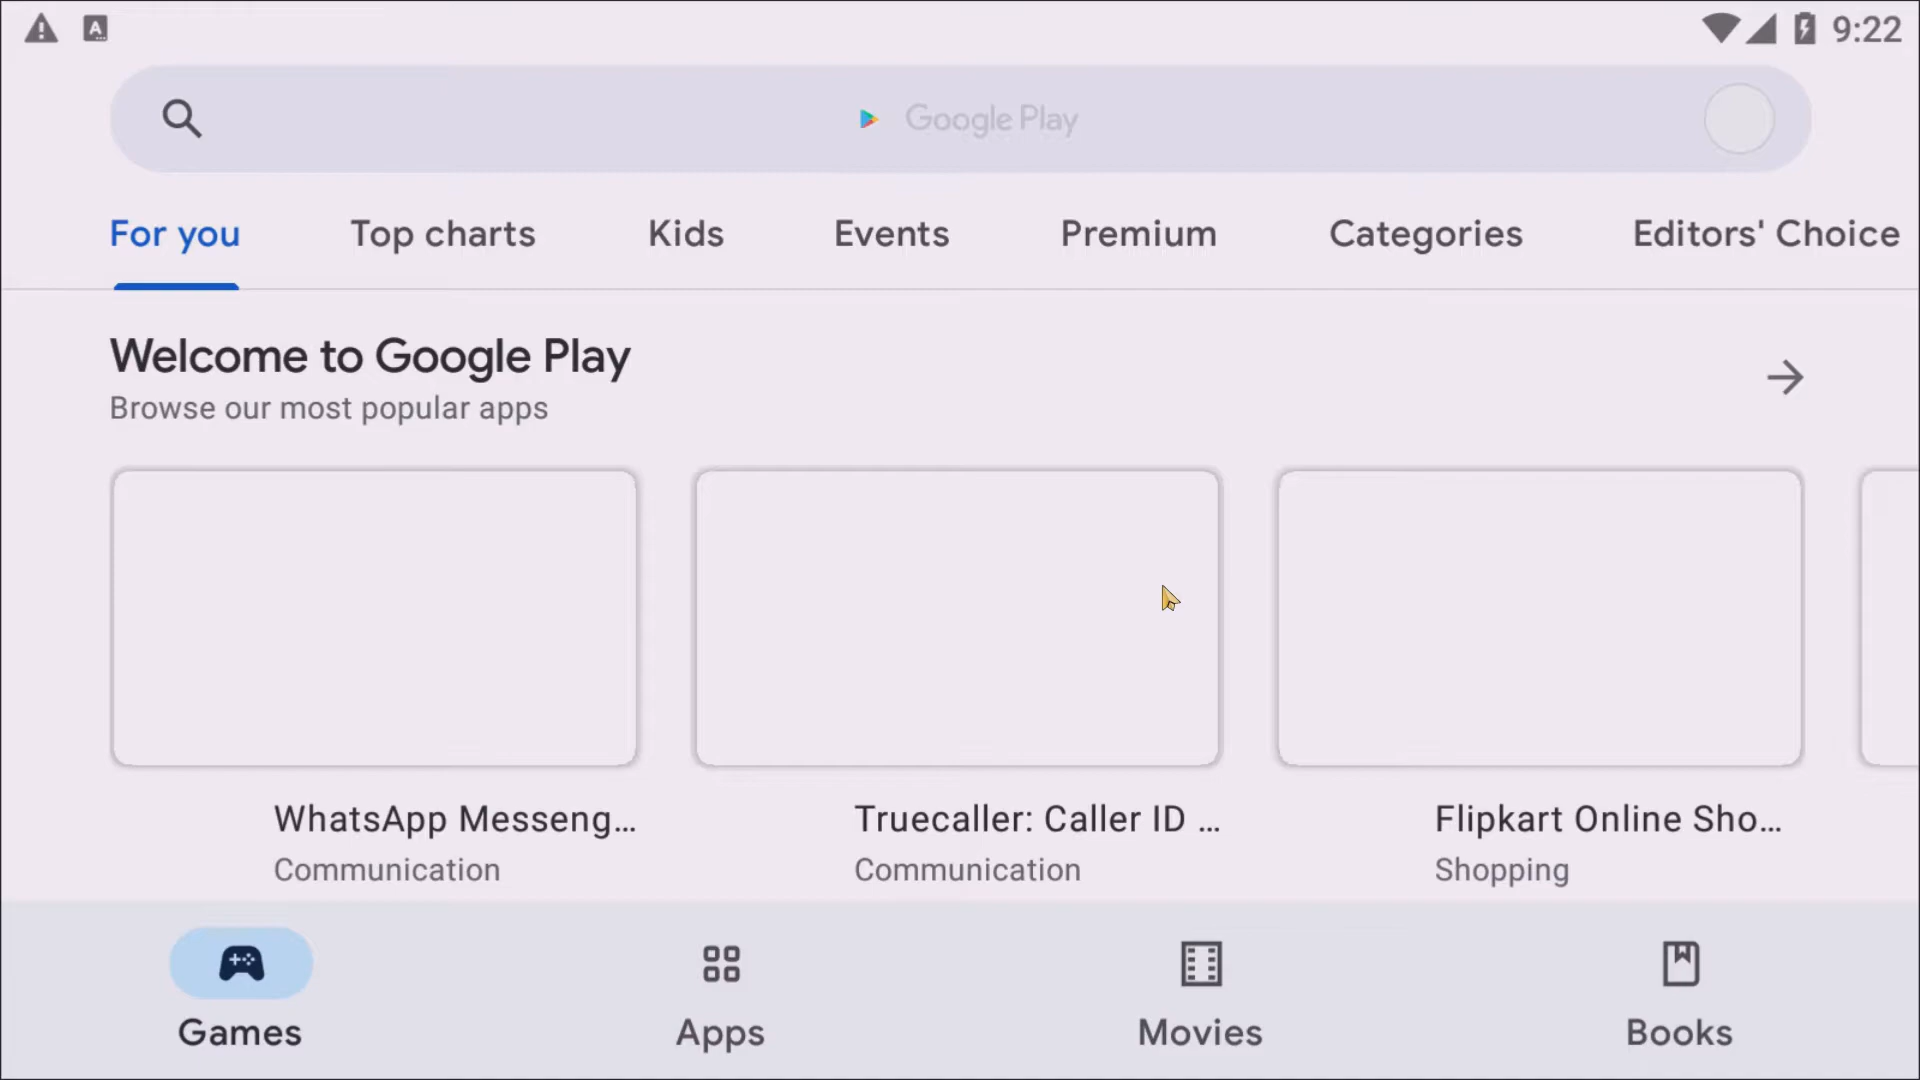 A
9:22
Google Play
For you Top charts Kids Events Premium Categories Editors' Choice
Welcome to Google Play
Browse our most popular apps
WhatsApp Messeng... Truecaller: Caller ID ... Flipkart Online Sho...
Communication Communication Shopping
Games Apps Movies Books